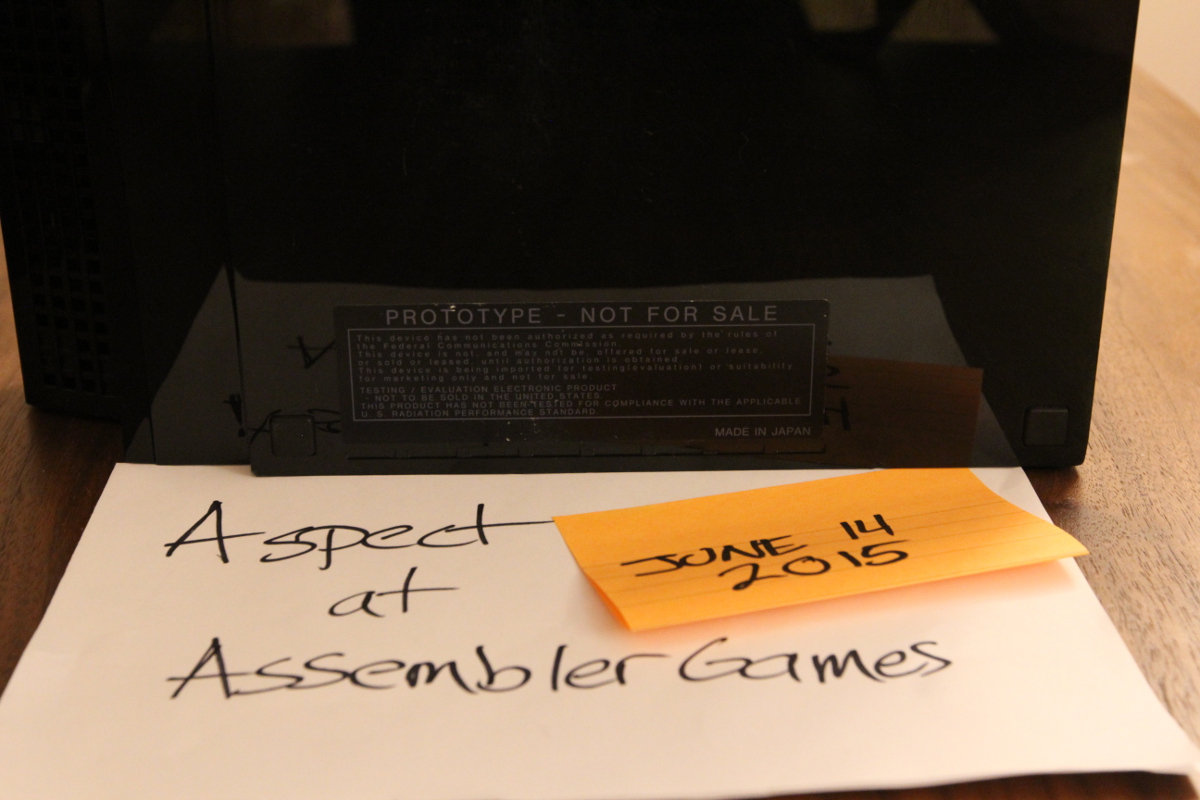 PROTOTYPE - NOT FOR SALE
This device has not been authorized as required by the rules of
the Federal Communications Commission.
This device is not, and may not be, offered for sale or lease,
or sold or leased, until authorization is obtained.
This device is being imported for testing(evaluation) or suitability
for marketing only and not for sale.
TESTING / EVALUATION ELECTRONIC PRODUCT
- NOT TO BE SOLD IN THE UNITED STATES
THIS PRODUCT HAS NOT BEEN TESTED FOR COMPLIANCE WITH THE APPLICABLE
U. S. RADIATION PERFORMANCE STANDARD.
MADE IN JAPAN
Aspect
at
Assembler Games
JUNE 14
2015